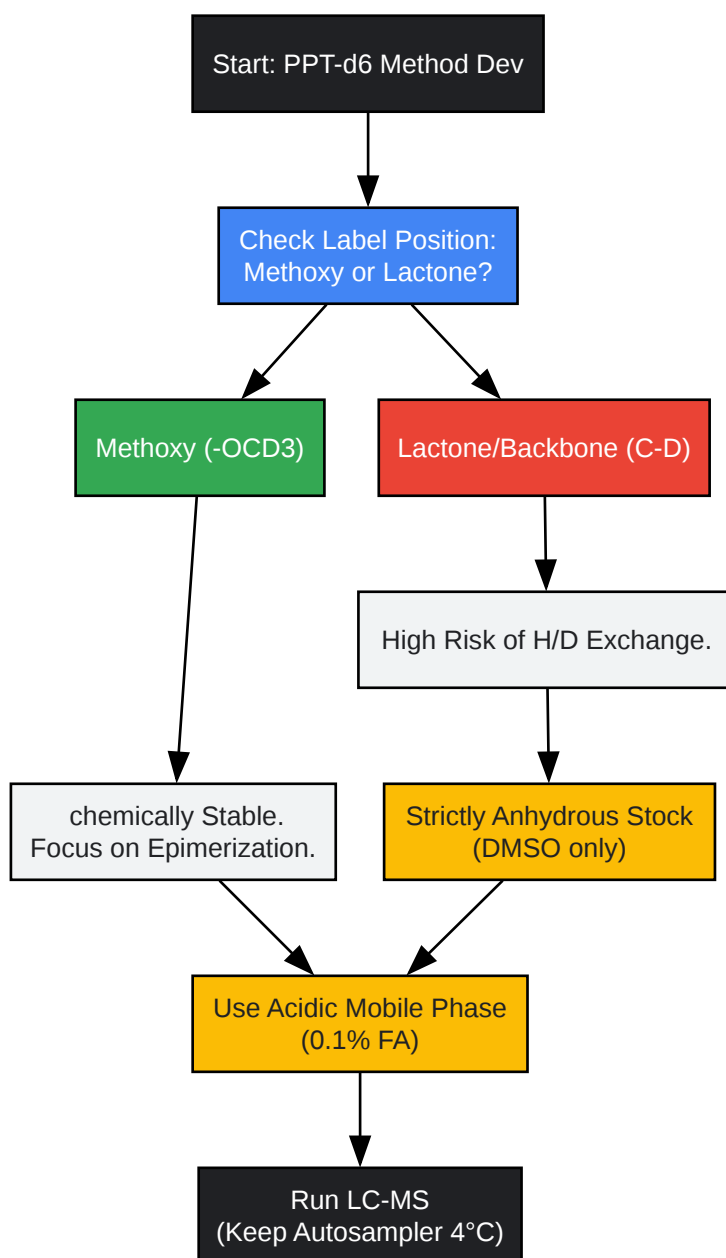 Start: PPT-d6 Method Dev
Check Label Position:
Methoxy or Lactone?
Methoxy (-OCD3)
Lactone/Backbone (C-D)
High Risk of H/D Exchange.
chemically Stable.
Focus on Epimerization.
Strictly Anhydrous Stock
(DMSO only)
Use Acidic Mobile Phase
(0.1% FA)
Run LC-MS
(Keep Autosampler 4°C)